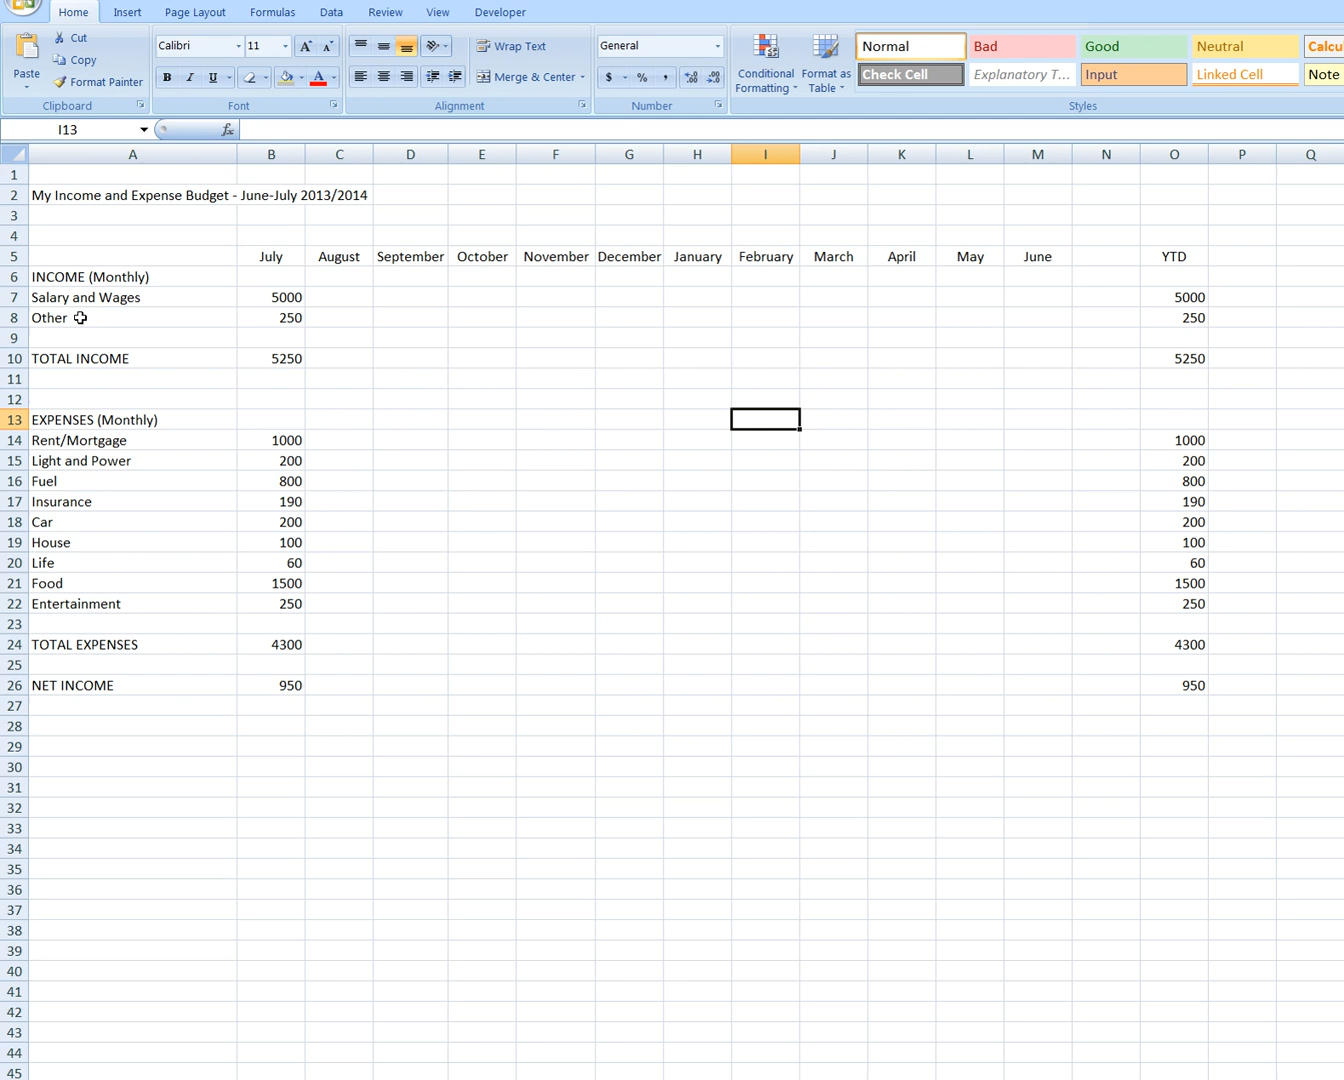 Home Insert Page Layout Formulas Data Review View Developer
Cut Calibri 11 A A Wrap Text General Normal Bad Good Neutral Calcu
Copy
Paste Format Painter B I U A Merge & Center $ % , Conditional Formatting Format as Table Check Cell Explanatory T... Input Linked Cell Note
Clipboard Font Alignment Number Styles
I13 fx
A B C D E F G H I J K L M N O P Q
1
2 My Income and Expense Budget - June-July 2013/2014
3
4
5 July August September October November December January February March April May June YTD
6 INCOME (Monthly)
7 Salary and Wages 5000 5000
8 Other 250 250
9
10 TOTAL INCOME 5250 5250
11
12
13 EXPENSES (Monthly)
14 Rent/Mortgage 1000 1000
15 Light and Power 200 200
16 Fuel 800 800
17 Insurance 190 190
18 Car 200 200
19 House 100 100
20 Life 60 60
21 Food 1500 1500
22 Entertainment 250 250
23
24 TOTAL EXPENSES 4300 4300
25
26 NET INCOME 950 950
27
28
29
30
31
32
33
34
35
36
37
38
39
40
41
42
43
44
45